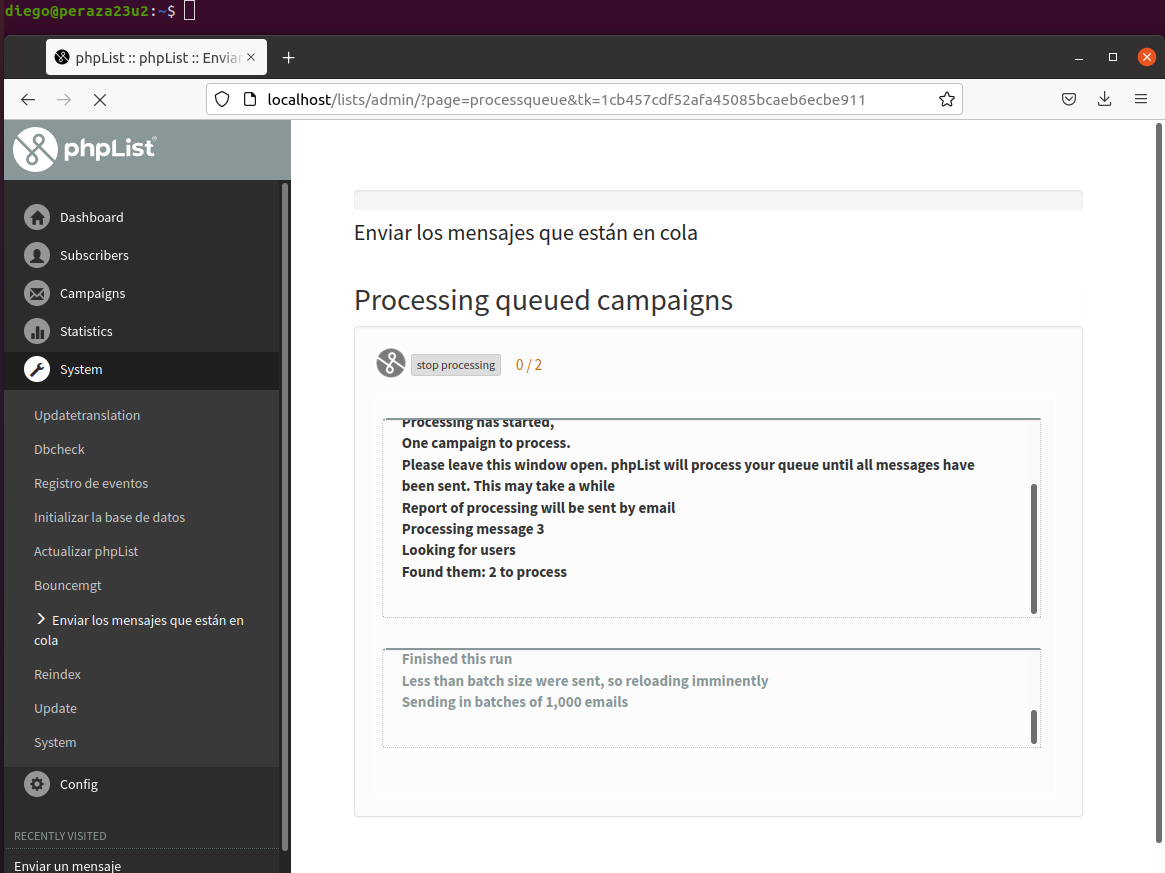 diego@peraza23u2:~$
phpList :: phpList :: Enviar
localhost/lists/admin/?page=processqueue&tk=1cb457cdf52afa45085bcaeb6ecbe911
phpList
Dashboard
Subscribers
Campaigns
Statistics
System
Updatetranslation
Dbcheck
Registro de eventos
Initializar la base de datos
Actualizar phpList
Bouncemgt
Enviar los mensajes que están en
cola
Reindex
Update
System
Config
RECENTLY VISITED
Enviar un mensaje
Enviar los mensajes que están en cola
Processing queued campaigns
stop processing
0 / 2
Processing has started,
One campaign to process.
Please leave this window open. phpList will process your queue until all messages have
been sent. This may take a while
Report of processing will be sent by email
Processing message 3
Looking for users
Found them: 2 to process
Finished this run
Less than batch size were sent, so reloading imminently
Sending in batches of 1,000 emails